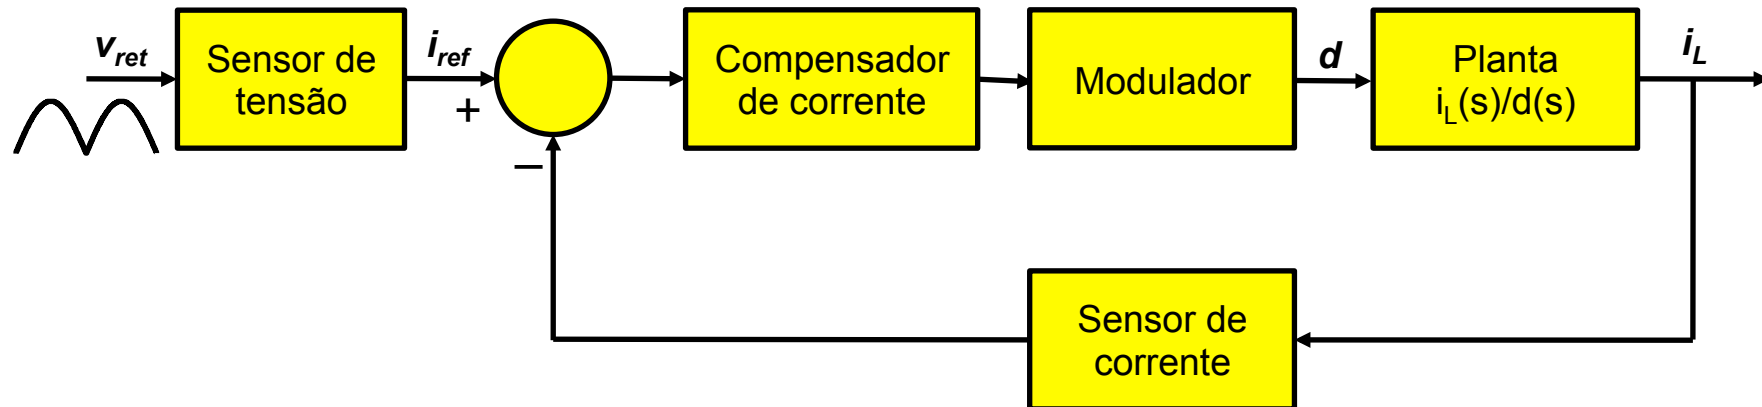 v_ret
Sensor de
tensão
i_ref
+
−
Compensador
de corrente
Modulador
d
Planta
i_L(s)/d(s)
i_L
Sensor de
corrente